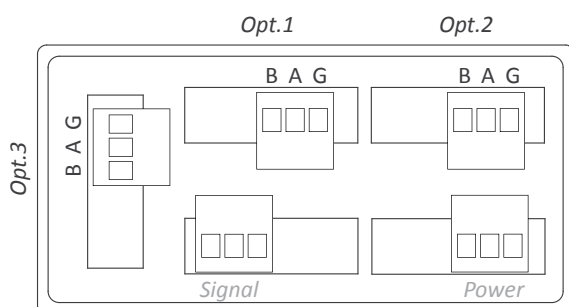 Opt.1 Opt.2
B A G B A G
Opt.3
B A G
Signal Power